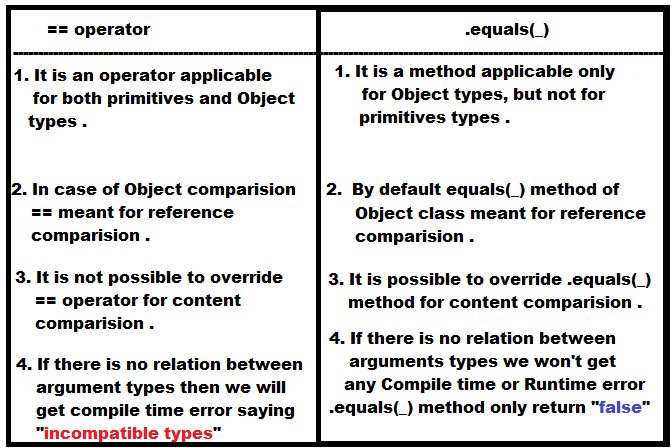 == operator
1. It is an operator applicable
for both primitives and Object
types .
2. In case of Object comparision
== meant for reference
comparision .
3. It is not possible to override
== operator for content
comparision .
4. If there is no relation between
argument types then we will
get compile time error saying
"incompatible types"
.equals(_)
1. It is a method applicable only
for Object types, but not for
primitives types .
2. By default equals(_) method of
Object class meant for reference
comparision .
3. It is possible to override .equals(_)
method for content comparision .
4. If there is no relation between
arguments types we won't get
any Compile time or Runtime error
.equals(_) method only return "false"